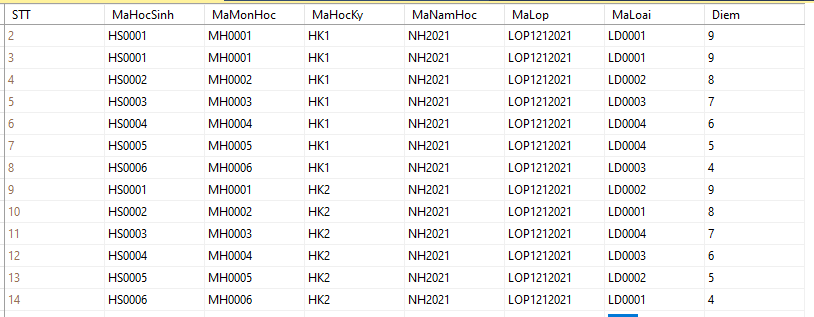 STT MaHocSinh MaMonHoc MaHocKy MaNamHoc MaLop MaLoai Diem
2 HS0001 MH0001 HK1 NH2021 LOP1212021 LD0001 9
3 HS0001 MH0001 HK1 NH2021 LOP1212021 LD0001 9
4 HS0002 MH0002 HK1 NH2021 LOP1212021 LD0002 8
5 HS0003 MH0003 HK1 NH2021 LOP1212021 LD0003 7
6 HS0004 MH0004 HK1 NH2021 LOP1212021 LD0004 6
7 HS0005 MH0005 HK1 NH2021 LOP1212021 LD0004 5
8 HS0006 MH0006 HK1 NH2021 LOP1212021 LD0003 4
9 HS0001 MH0001 HK2 NH2021 LOP1212021 LD0002 9
10 HS0002 MH0002 HK2 NH2021 LOP1212021 LD0001 8
11 HS0003 MH0003 HK2 NH2021 LOP1212021 LD0004 7
12 HS0004 MH0004 HK2 NH2021 LOP1212021 LD0003 6
13 HS0005 MH0005 HK2 NH2021 LOP1212021 LD0002 5
14 HS0006 MH0006 HK2 NH2021 LOP1212021 LD0001 4